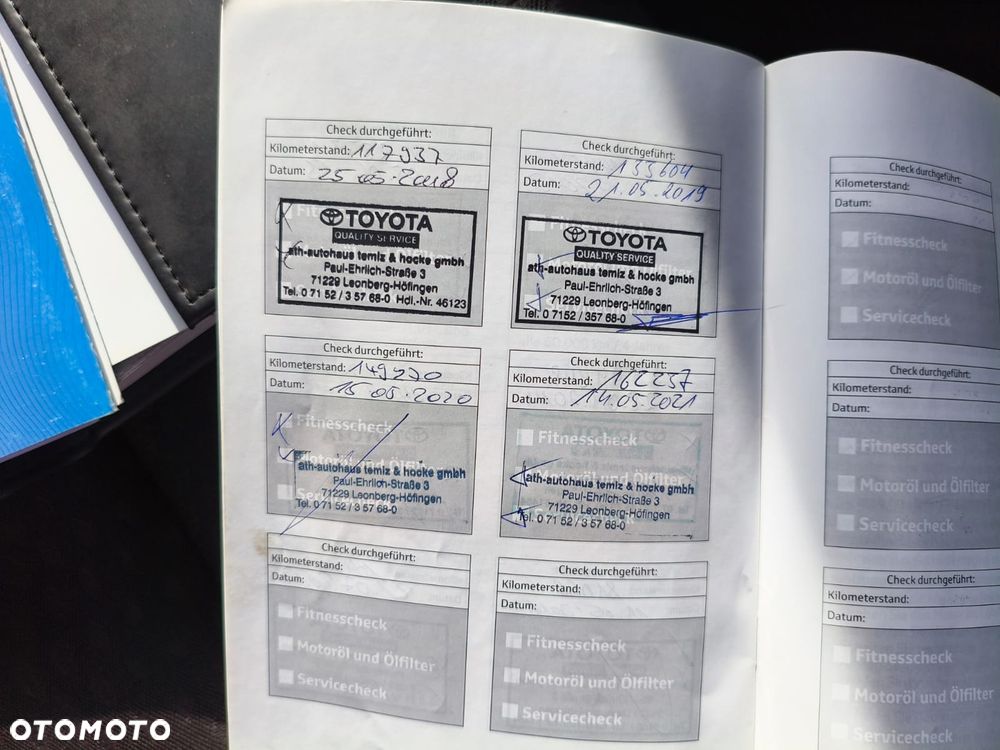 Check durchgeführt:
Kilometerstand: 117937
Datum: 25 05.2018
TOYOTA
QUALITY SERVICE
ath-autohaus temiz & hocke gmbh
Paul-Ehrlich-Straße 3
71229 Leonberg-Höfingen
Tel. 0 71 52 / 3 57 68-0 Hdl.-Nr. 46123
Check durchgeführt:
Kilometerstand: 133604
Datum: 21.05.2019
TOYOTA
QUALITY SERVICE
ath-autohaus temiz & hocke gmbh
Paul-Ehrlich-Straße 3
71229 Leonberg-Höfingen
Tel. 0 7152 / 357 68-0
Check durchgeführt:
Kilometerstand: 149270
Datum: 15 05.2020
Fitnesscheck
Motoröl und
ath-autohaus temiz & hocke gmbh
Paul-Ehrlich-Straße 3
71229 Leonberg-Höfingen
Tel. 0 71 52 / 3 57 68-0
Check durchgeführt:
Kilometerstand: 162257
Datum: 14.05.2021
Fitnesscheck
Motoröl und Ölfilter
ath-autohaus temiz & hocke gmbh
Paul-Ehrlich-Straße 3
71229 Leonberg-Höfingen
Tel. 0 71 52 / 3 57 68-0
Check durchgeführt:
Kilometerstand:
Datum:
Fitnesscheck
Motoröl und Ölfilter
Servicecheck
Check durchgeführt:
Kilometerstand:
Datum:
Fitnesscheck
Motoröl und Ölfilter
Servicecheck
Check durchgeführt:
Kilometerstand:
Datum:
Fitnesscheck
Motoröl und Ölfilter
Servicecheck
Check durchgeführt:
Kilometerstand:
Datum:
Fitnesscheck
Motoröl und Ölfilter
Servicecheck
Check durchgeführt:
Kilometerstand:
Datum:
Fitnesscheck
Motoröl und Ölfilter
Servicecheck
OTOMOTO